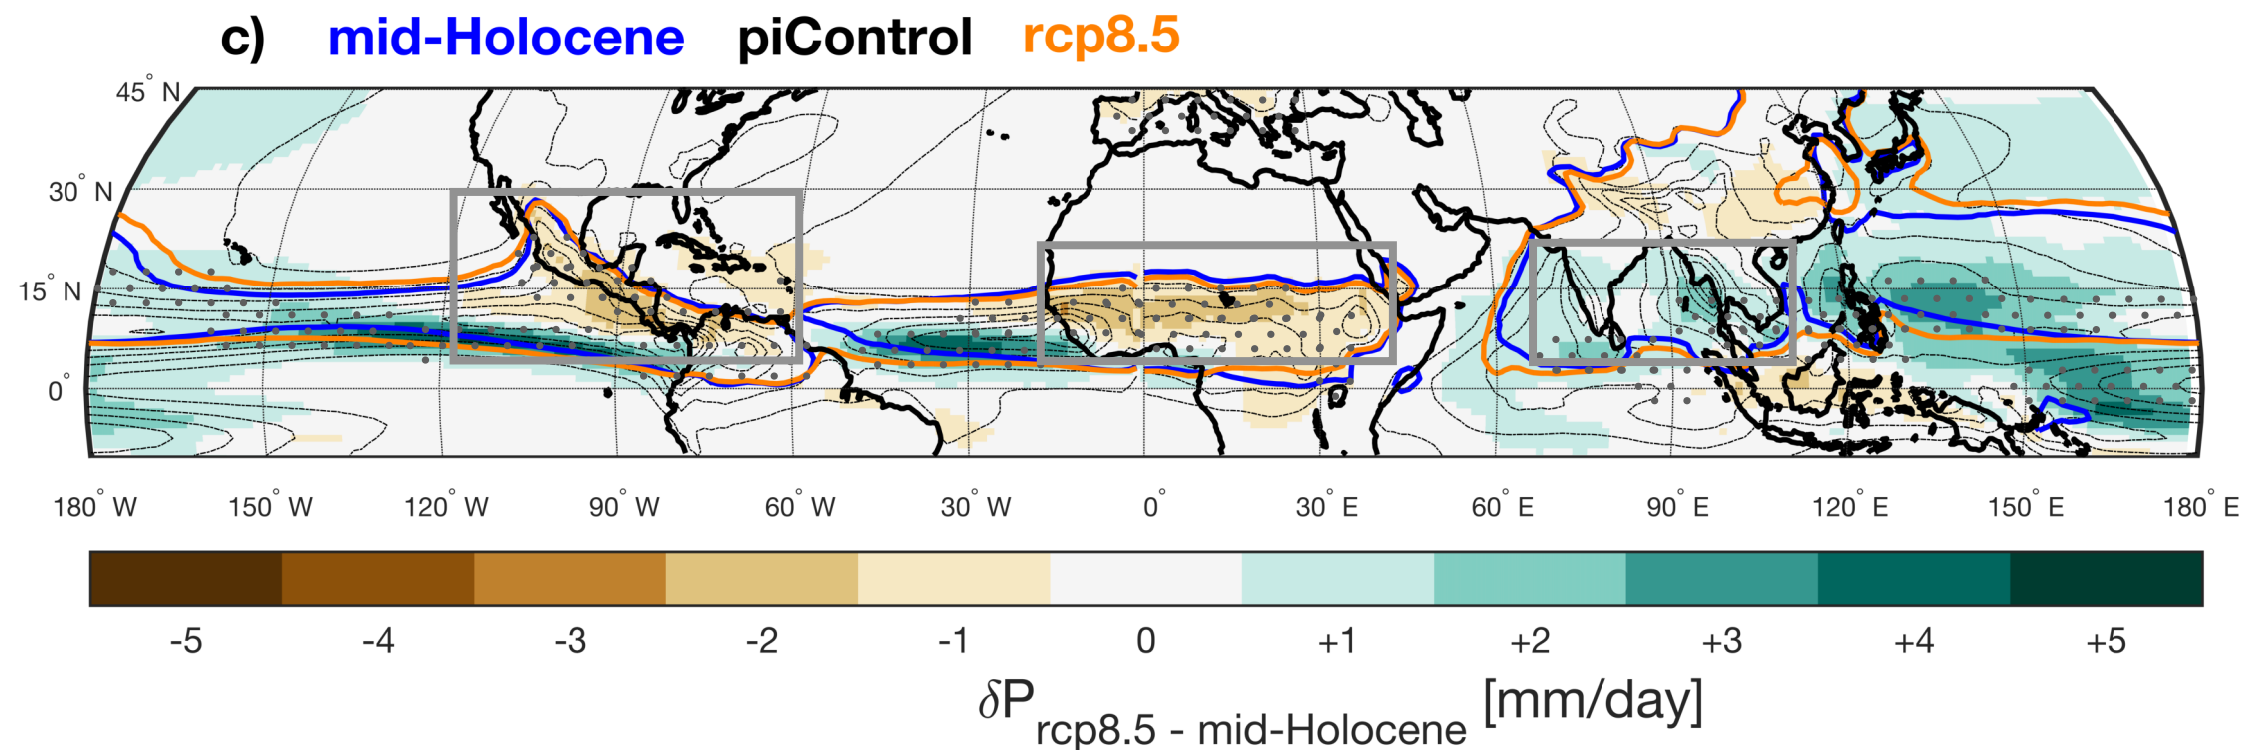 c) mid-Holocene piControl rcp8.5
45° N
30° N
15° N
0°
180° W 150° W 120° W 90° W 60° W 30° W 0° 30° E 60° E 90° E 120° E 150° E 180° E
-5 -4 -3 -2 -1 0 +1 +2 +3 +4 +5
δP rcp8.5 - mid-Holocene [mm/day]